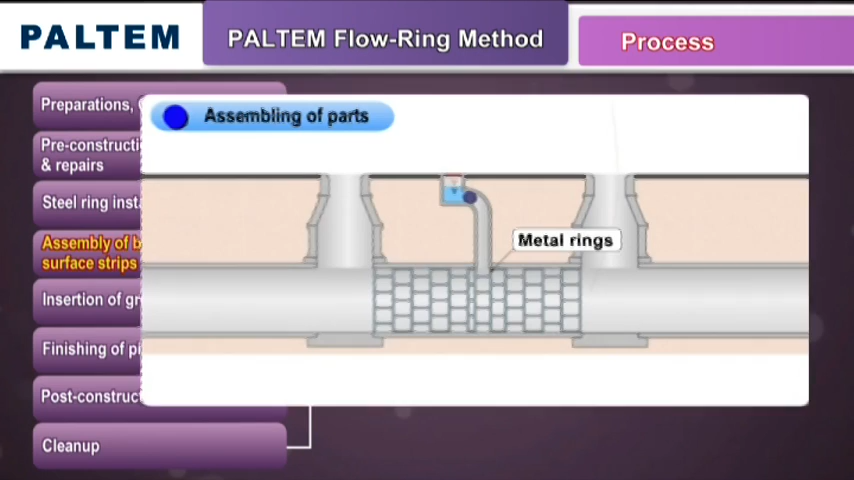 PALTEM
PALTEM Flow-Ring Method
Process
Preparations,
Assembling of parts
Pre-constructi
& repairs
Steel ring insta
Assembly of b
surface strips
Metal rings
Insertion of gr
Finishing of pi
Post-construct
Cleanup